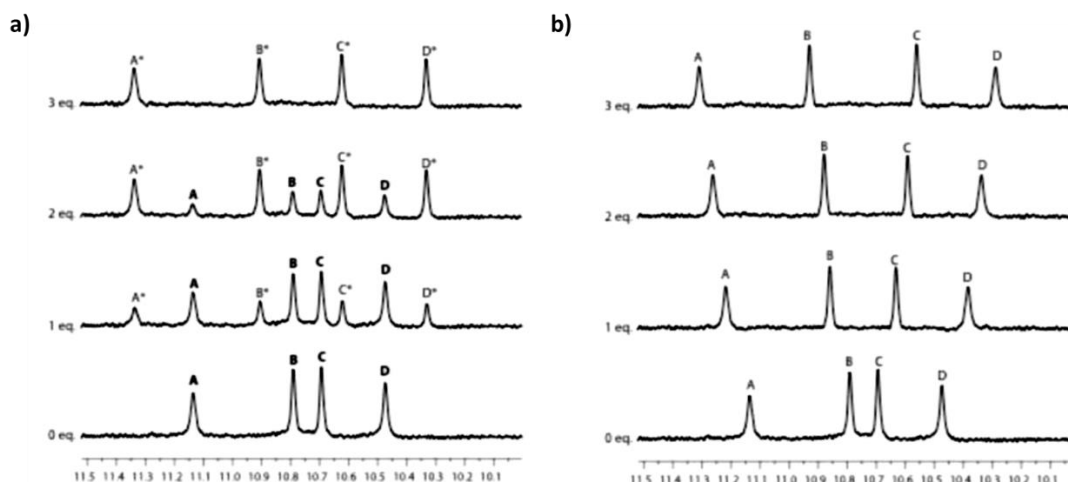 a)
A* B* C* D*
3 eq.
A* A B* B C C* D D*
2 eq.
A* A B* B C C* D D*
1 eq.
A B C D
0 eq.
11.5 11.4 11.3 11.2 11.1 11.0 10.9 10.8 10.7 10.6 10.5 10.4 10.3 10.2 10.1
b)
A B C D
3 eq.
A B C D
2 eq.
A B C D
1 eq.
A B C D
0 eq.
11.5 11.4 11.3 11.2 11.1 11.0 10.9 10.8 10.7 10.6 10.5 10.4 10.3 10.2 10.1